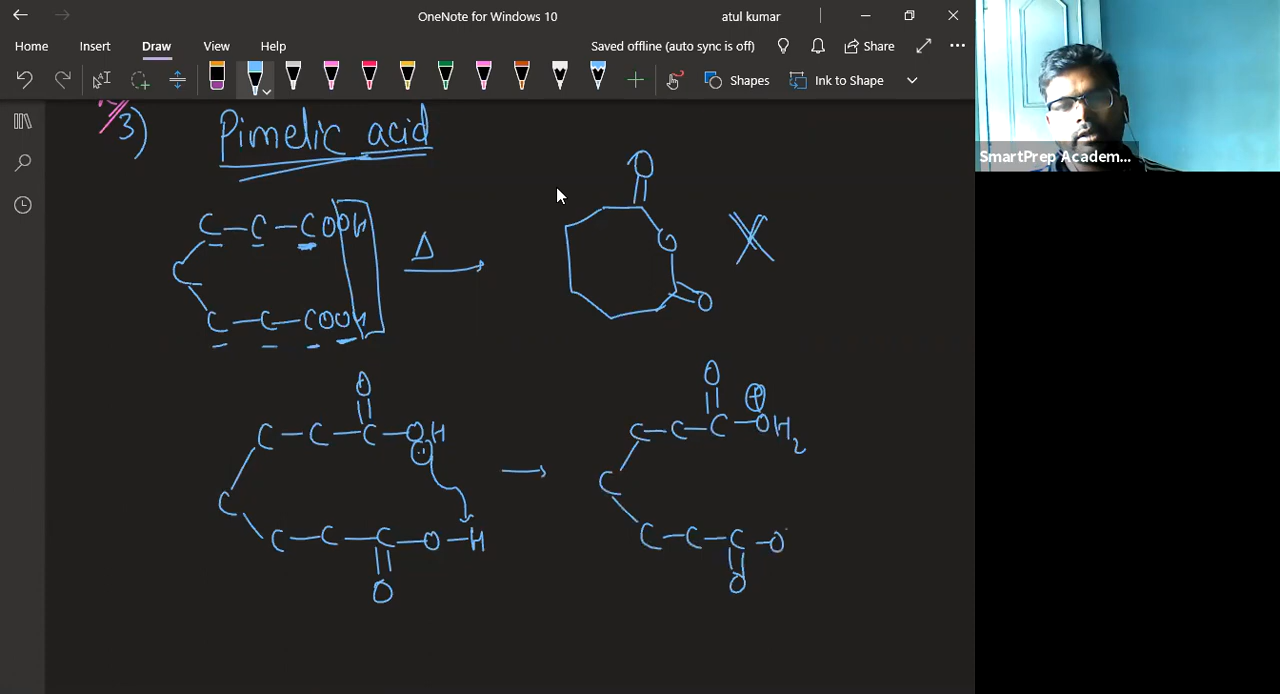 OneNote for Windows 10
atul kumar
Home Insert Draw View Help
Saved offline (auto sync is off)
Share
Shapes
Ink to Shape
SmartPrep Academ...
3) Pimelic acid
C - C - COOH
C
C - C - COOH
Δ
O
O
O
X
O
C - C - C - OH
C
C - C - C - O - H
O
O
⊕
C - C - C - OH2
C
C - C - C - O
O